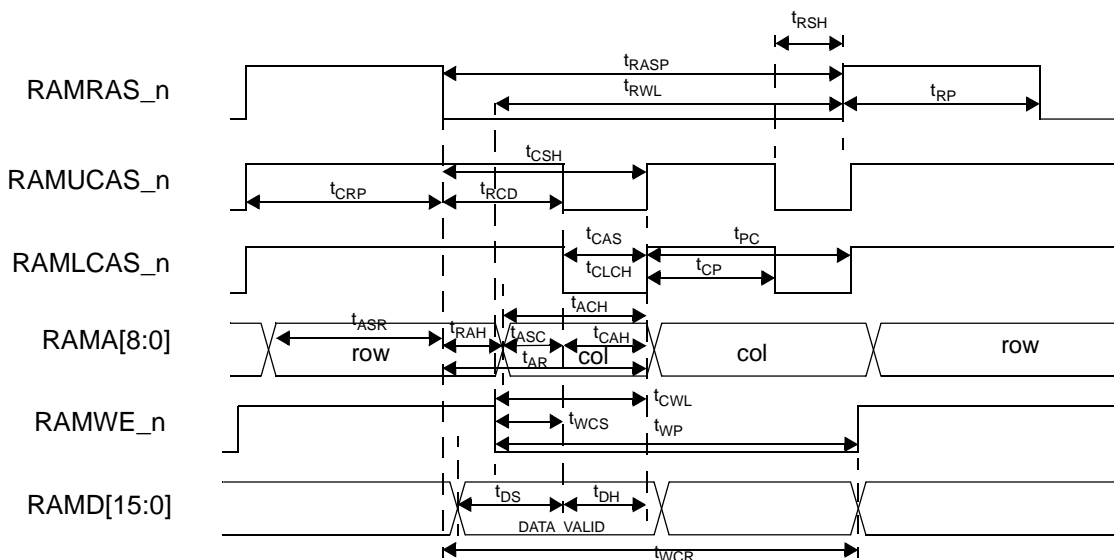 tRSH
tRASP
RAMRAS_n
tRWL
tRP
tCSH
RAMUCAS_n
tCRP
tRCD
tCAS
tPC
RAMLCAS_n
tCLCH
tCP
tACH
tASR
tRAH
tASC
tCAH
RAMA[8:0]
row
tAR
col
col
row
tCWL
RAMWE_n
tWCS
tWP
RAMD[15:0]
tDS
tDH
DATA VALID
tWCR